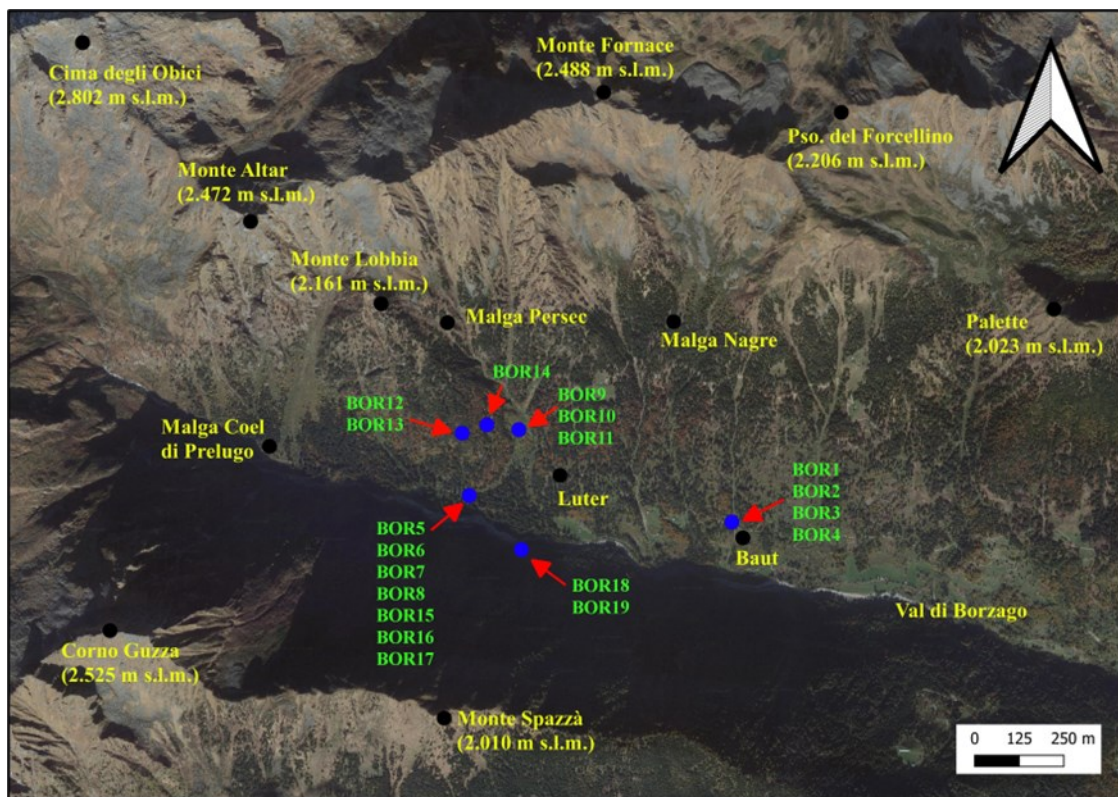 Cima degli Obici
(2.802 m s.l.m.)
Monte Fornace
(2.488 m s.l.m.)
Pso. del Forcellino
(2.206 m s.l.m.)
Monte Altar
(2.472 m s.l.m.)
Monte Lobbia
(2.161 m s.l.m.)
Malga Persec
Malga Nagre
Palette
(2.023 m s.l.m.)
BOR14
BOR12
BOR13
BOR9
BOR10
BOR11
Malga Coel
di Prelugo
Luter
BOR1
BOR2
BOR3
BOR4
Baut
BOR5
BOR6
BOR7
BOR8
BOR15
BOR16
BOR17
BOR18
BOR19
Val di Borzago
Corno Guzza
(2.525 m s.l.m.)
Monte Spazzà
(2.010 m s.l.m.)
0 125 250 m